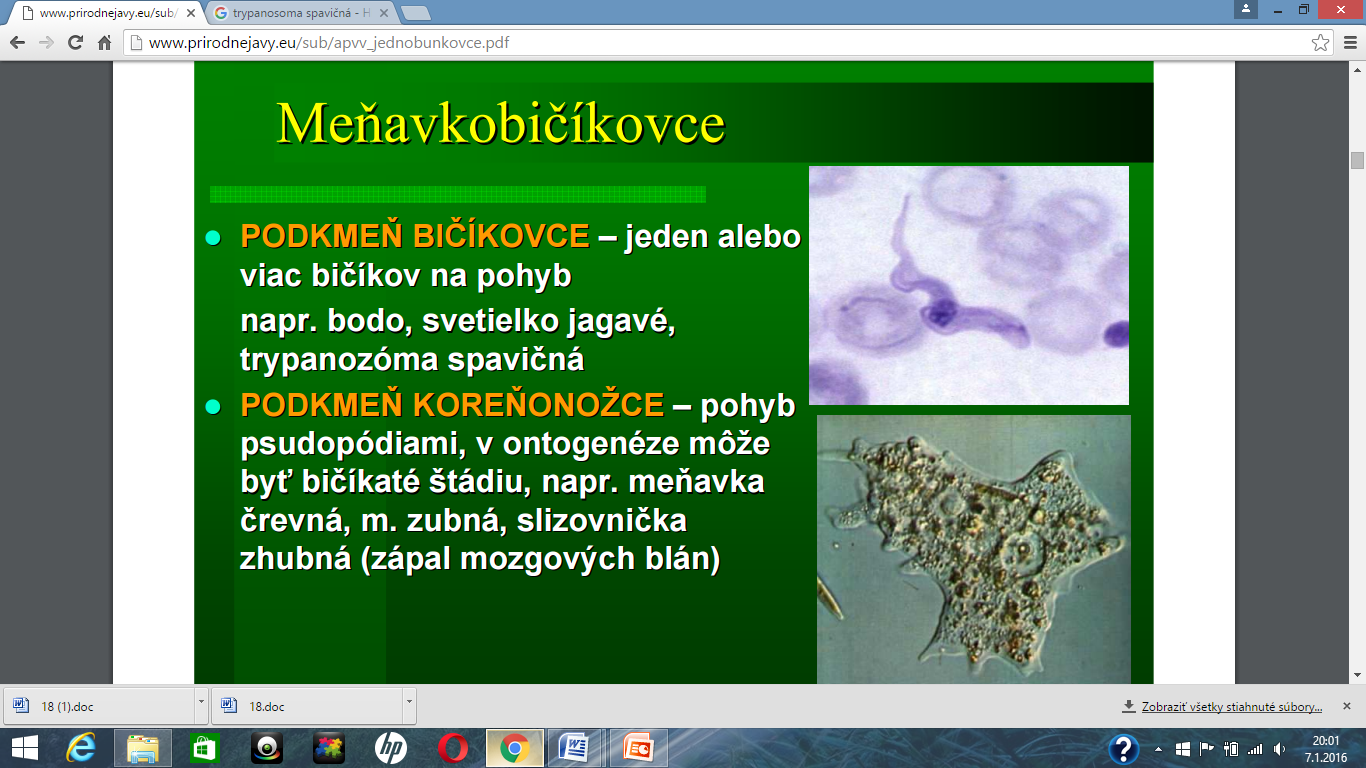 www.prirodnejavy.eu/sub/
trypanosoma spavičná - H
www.prirodnejavy.eu/sub/apvv_jednobunkovce.pdf
Meňavkobičíkovce
PODKMEŇ BIČÍKOVCE – jeden alebo
viac bičíkov na pohyb
napr. bodo, svetielko jagavé,
trypanozóma spavičná
PODKMEŇ KOREŇONOŽCE – pohyb
psudopódiami, v ontogenéze môže
byť bičíkaté štádiu, napr. meňavka
črevná, m. zubná, slizovnička
zhubná (zápal mozgových blán)
18 (1).doc
18.doc
Zobraziť všetky stiahnuté súbory...
hp
20:01
7.1.2016